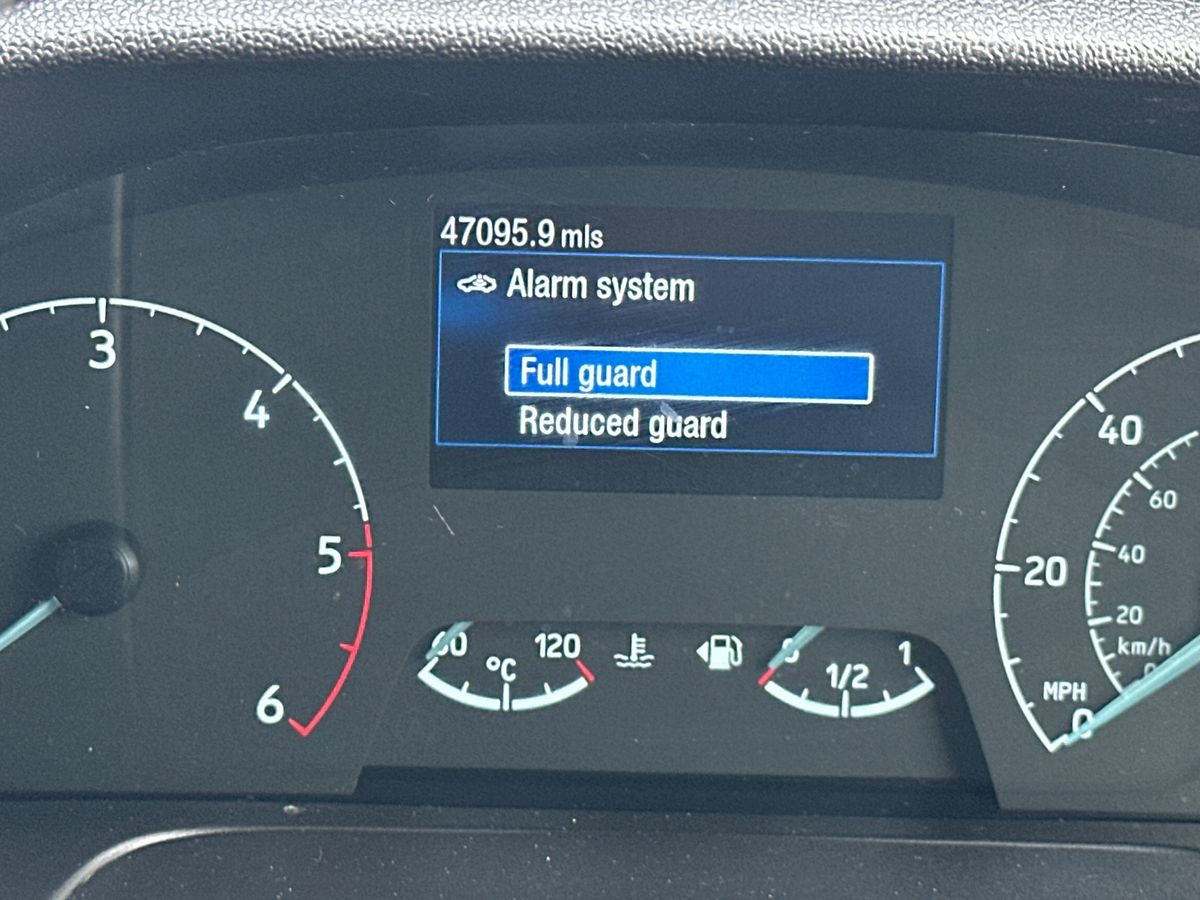 47095.9 mls
Alarm system
Full guard
Reduced guard
3
4
5
6
120
°C
1/2
1
40
20
MPH
0
60
40
20
km/h